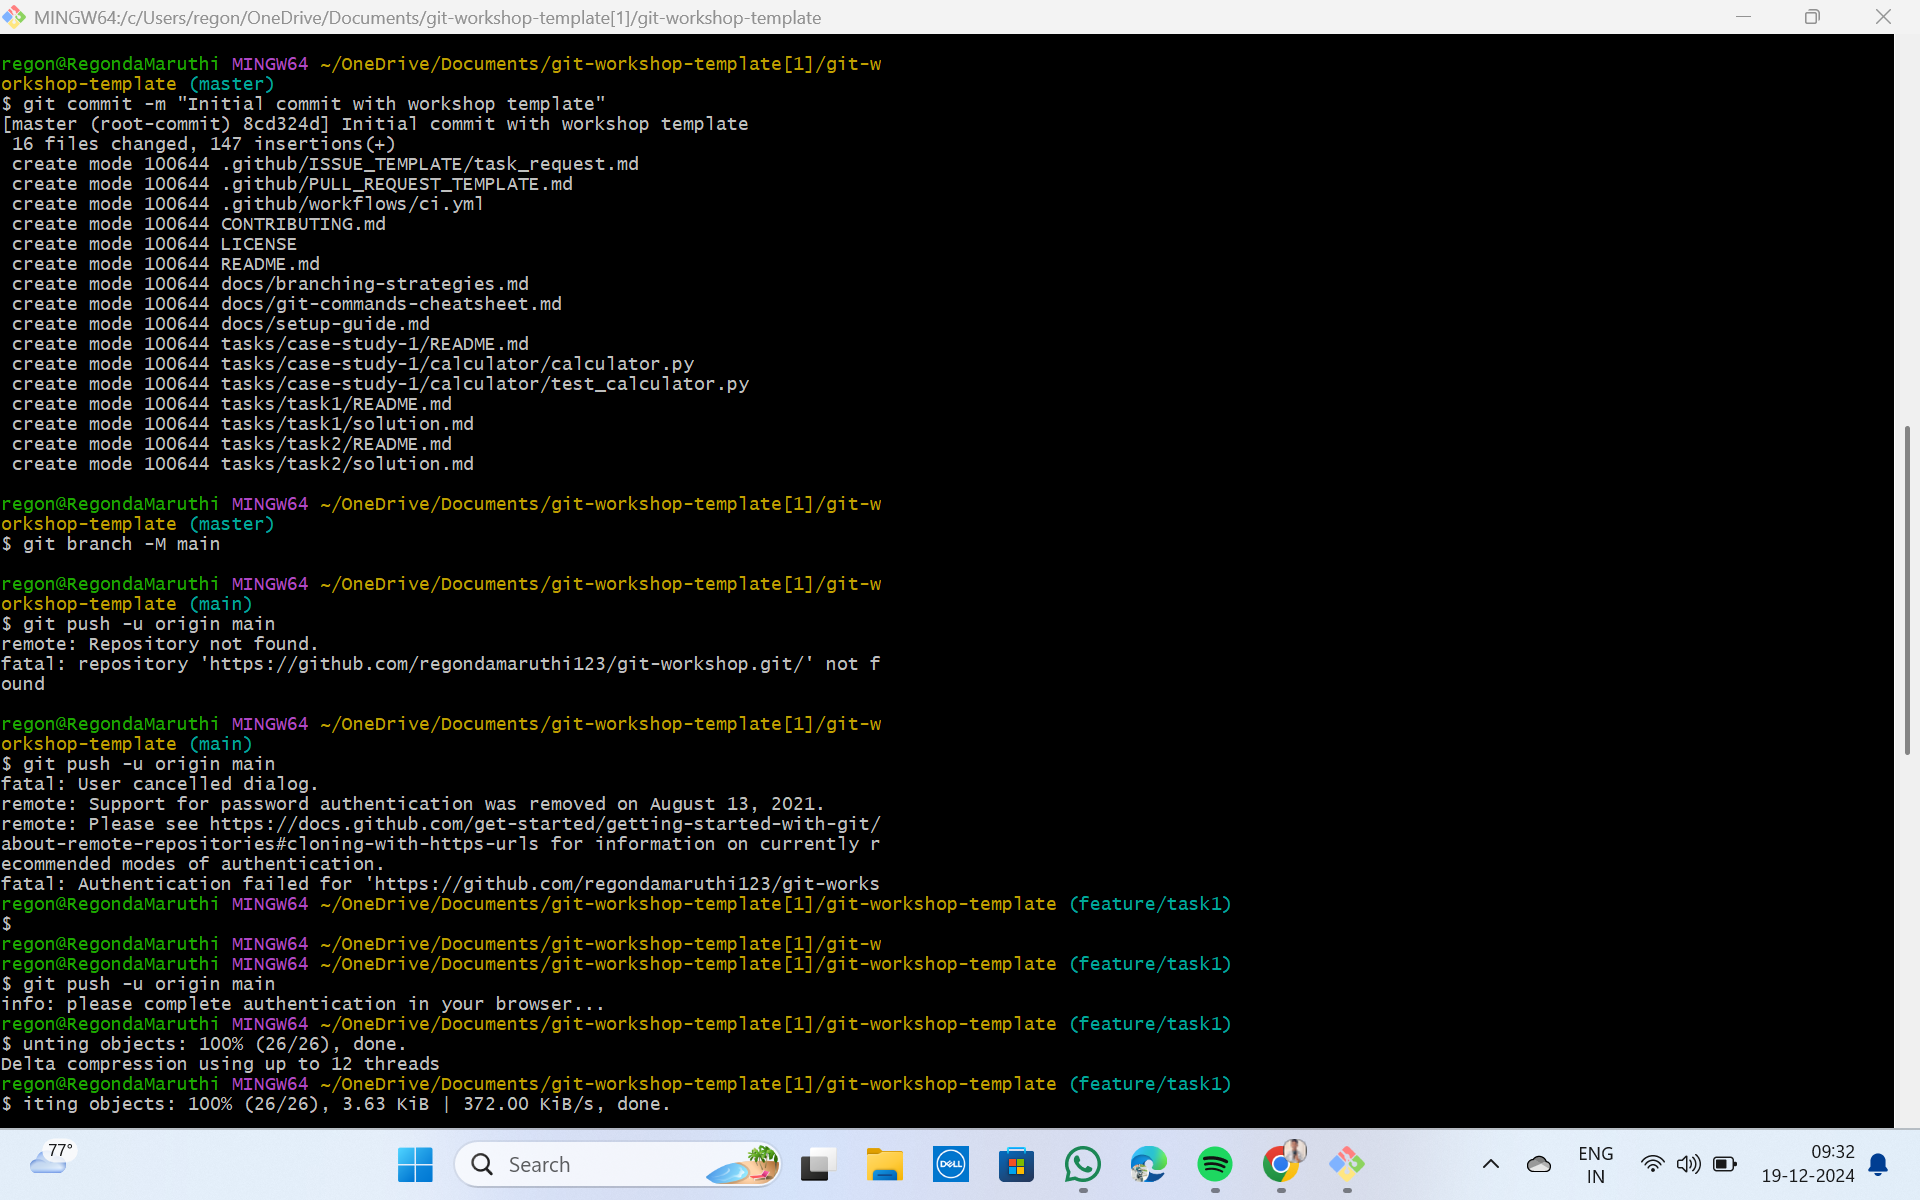 MINGW64:/c/Users/regon/OneDrive/Documents/git-workshop-template[1]/git-workshop-template
regon@RegondaMaruthi MINGW64 ~/OneDrive/Documents/git-workshop-template[1]/git-w
orkshop-template (master)
$ git commit -m "Initial commit with workshop template"
[master (root-commit) 8cd324d] Initial commit with workshop template
 16 files changed, 147 insertions(+)
 create mode 100644 .github/ISSUE_TEMPLATE/task_request.md
 create mode 100644 .github/PULL_REQUEST_TEMPLATE.md
 create mode 100644 .github/workflows/ci.yml
 create mode 100644 CONTRIBUTING.md
 create mode 100644 LICENSE
 create mode 100644 README.md
 create mode 100644 docs/branching-strategies.md
 create mode 100644 docs/git-commands-cheatsheet.md
 create mode 100644 docs/setup-guide.md
 create mode 100644 tasks/case-study-1/README.md
 create mode 100644 tasks/case-study-1/calculator/calculator.py
 create mode 100644 tasks/case-study-1/calculator/test_calculator.py
 create mode 100644 tasks/task1/README.md
 create mode 100644 tasks/task1/solution.md
 create mode 100644 tasks/task2/README.md
 create mode 100644 tasks/task2/solution.md
regon@RegondaMaruthi MINGW64 ~/OneDrive/Documents/git-workshop-template[1]/git-w
orkshop-template (master)
$ git branch -M main
regon@RegondaMaruthi MINGW64 ~/OneDrive/Documents/git-workshop-template[1]/git-w
orkshop-template (main)
$ git push -u origin main
remote: Repository not found.
fatal: repository 'https://github.com/regondamaruthi123/git-workshop.git/' not f
ound
regon@RegondaMaruthi MINGW64 ~/OneDrive/Documents/git-workshop-template[1]/git-w
orkshop-template (main)
$ git push -u origin main
fatal: User cancelled dialog.
remote: Support for password authentication was removed on August 13, 2021.
remote: Please see https://docs.github.com/get-started/getting-started-with-git/
about-remote-repositories#cloning-with-https-urls for information on currently r
ecommended modes of authentication.
fatal: Authentication failed for 'https://github.com/regondamaruthi123/git-works
regon@RegondaMaruthi MINGW64 ~/OneDrive/Documents/git-workshop-template[1]/git-workshop-template (feature/task1)
$
regon@RegondaMaruthi MINGW64 ~/OneDrive/Documents/git-workshop-template[1]/git-w
regon@RegondaMaruthi MINGW64 ~/OneDrive/Documents/git-workshop-template[1]/git-workshop-template (feature/task1)
$ git push -u origin main
info: please complete authentication in your browser...
regon@RegondaMaruthi MINGW64 ~/OneDrive/Documents/git-workshop-template[1]/git-workshop-template (feature/task1)
$ unting objects: 100% (26/26), done.
Delta compression using up to 12 threads
regon@RegondaMaruthi MINGW64 ~/OneDrive/Documents/git-workshop-template[1]/git-workshop-template (feature/task1)
$ iting objects: 100% (26/26), 3.63 KiB | 372.00 KiB/s, done.
77°
Search
DELL
ENG
IN
09:32
19-12-2024